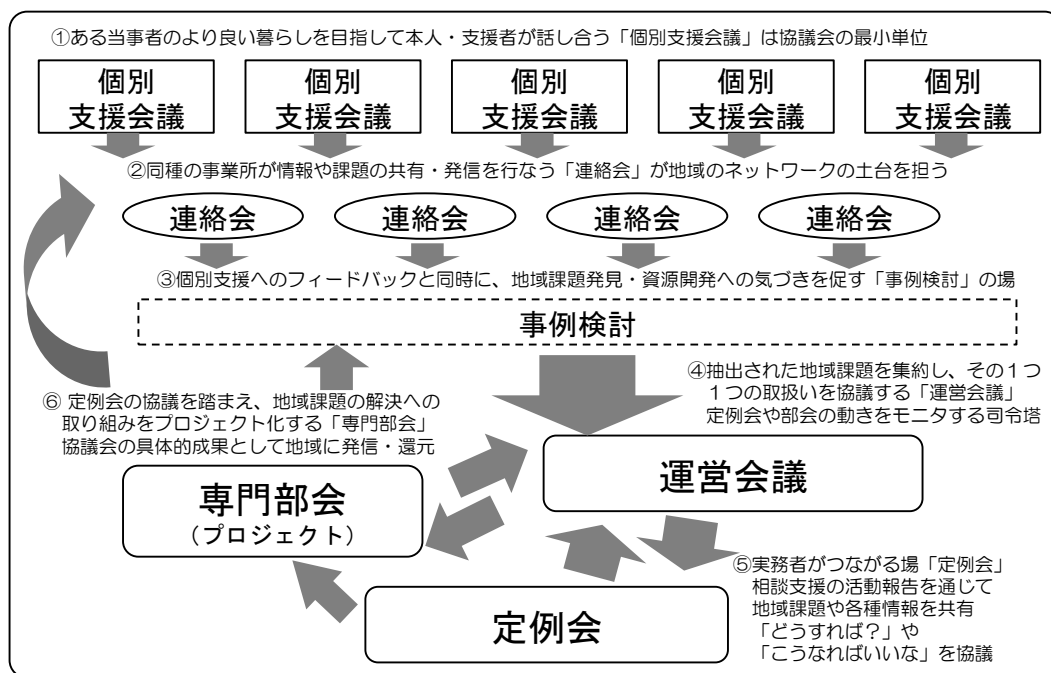 ①ある当事者のより良い暮らしを目指して本人・支援者が話し合う「個別支援会議」は協議会の最小単位
個別
支援会議
個別
支援会議
個別
支援会議
個別
支援会議
個別
支援会議
②同種の事業所が情報や課題の共有・発信を行なう「連絡会」が地域のネットワークの土台を担う
連絡会
連絡会
連絡会
連絡会
③個別支援へのフィードバックと同時に、地域課題発見・資源開発への気づきを促す「事例検討」の場
事例検討
④抽出された地域課題を集約し、その１つ
１つの取扱いを協議する「運営会議」
定例会や部会の動きをモニタする司令塔
⑥ 定例会の協議を踏まえ、地域課題の解決への
取り組みをプロジェクト化する「専門部会」
協議会の具体的成果として地域に発信・還元
運営会議
専門部会
（プロジェクト）
⑤実務者がつながる場「定例会」
相談支援の活動報告を通じて
地域課題や各種情報を共有
「どうすれば？」や
「こうなればいいな」を協議
定例会